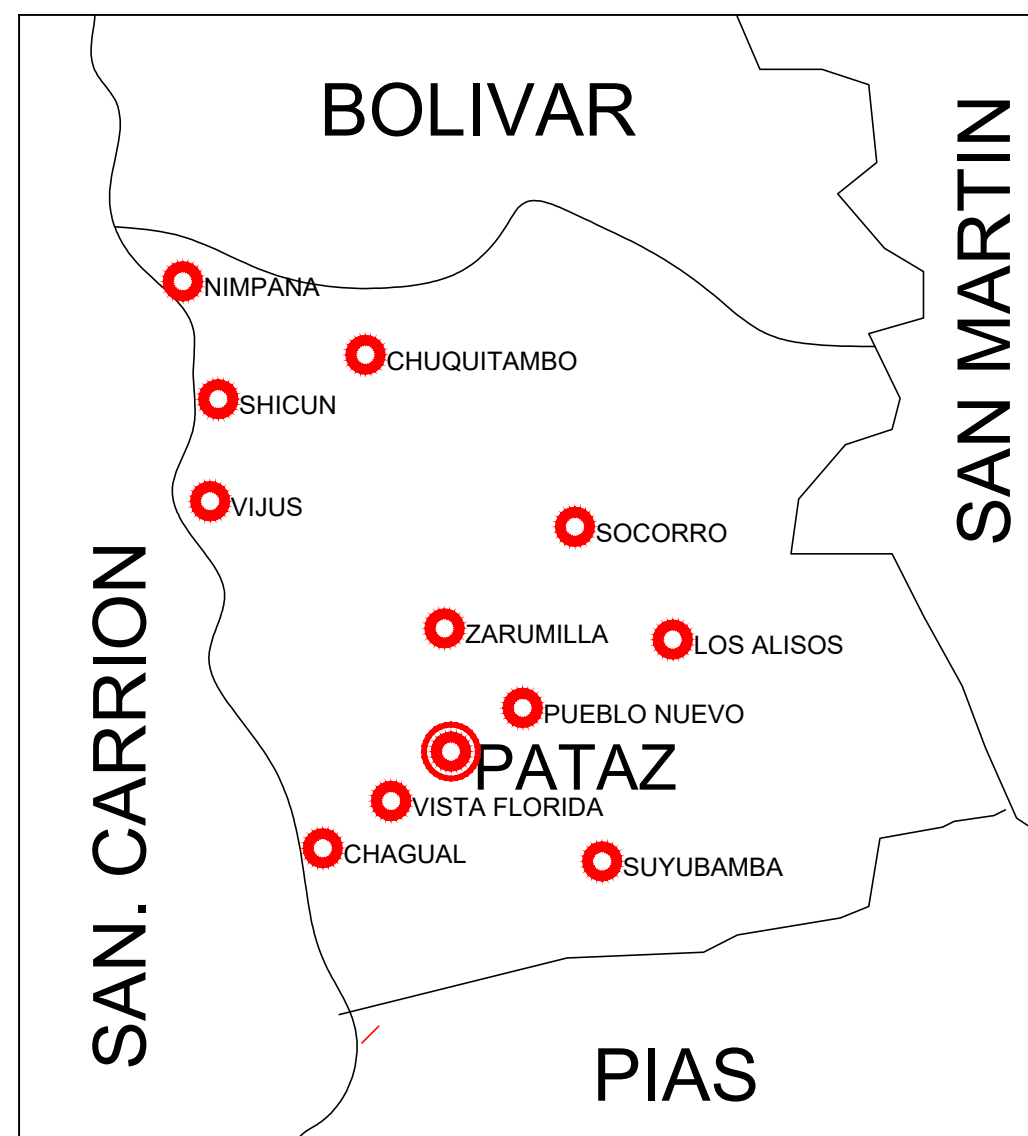 BOLIVAR
SAN MARTIN
NIMPANA
CHUQUITAMBO
SHICUN
VIJUS
SOCORRO
SAN. CARRION
ZARUMILLA
LOS ALISOS
PUEBLO NUEVO
PATAZ
VISTA FLORIDA
CHAGUAL
SUYUBAMBA
PIAS